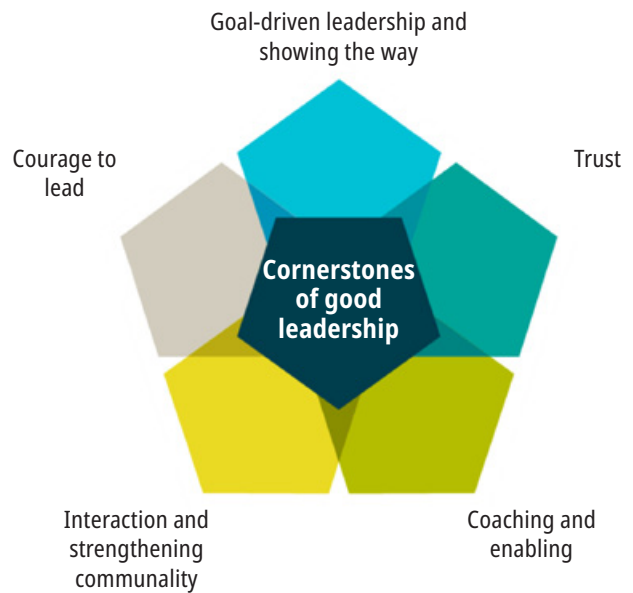 Goal-driven leadership and
showing the way
Courage to
lead
Trust
Cornerstones
of good
leadership
Interaction and
strengthening
communality
Coaching and
enabling